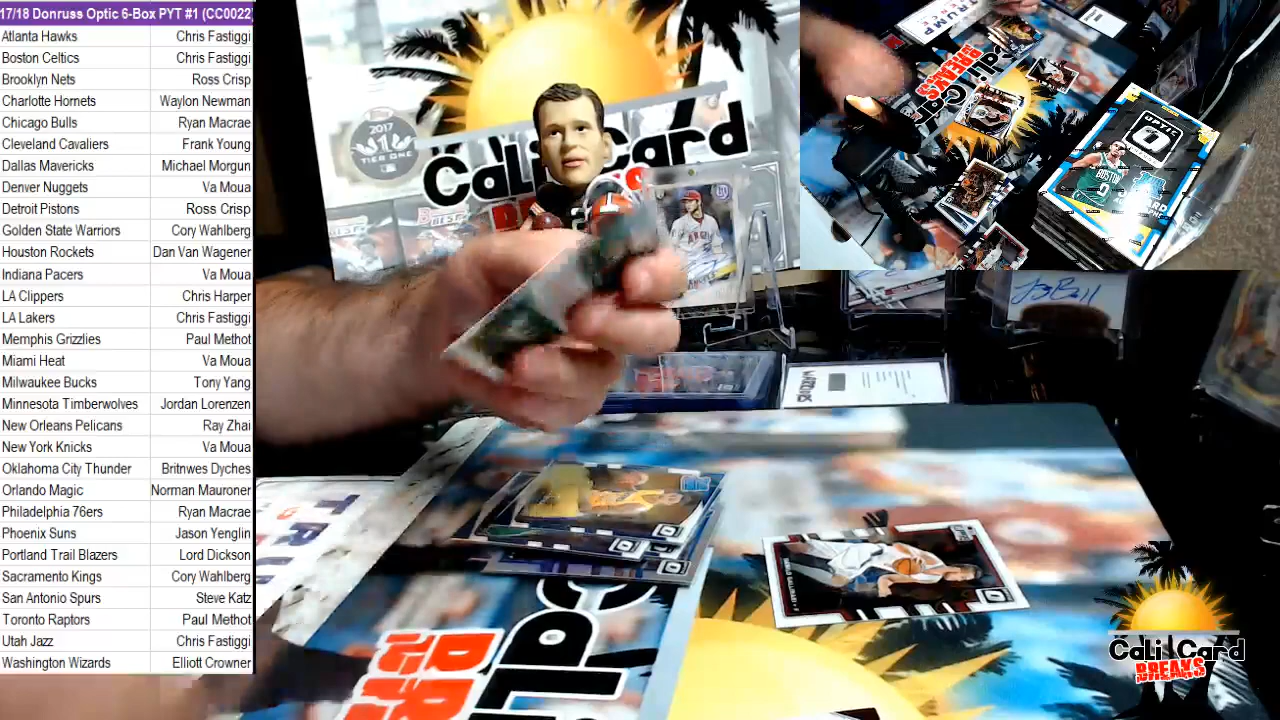 17/18 Donruss Optic 6-Box PYT #1 (CC0022
Atlanta Hawks Chris Fastiggi
Boston Celtics Chris Fastiggi
Brooklyn Nets Ross Crisp
Charlotte Hornets Waylon Newman
Chicago Bulls Ryan Macrae
Cleveland Cavaliers Frank Young
Dallas Mavericks Michael Morgun
Denver Nuggets Va Moua
Detroit Pistons Ross Crisp
Golden State Warriors Cory Wahlberg
Houston Rockets Dan Van Wagener
Indiana Pacers Va Moua
LA Clippers Chris Harper
LA Lakers Chris Fastiggi
Memphis Grizzlies Paul Methot
Miami Heat Va Moua
Milwaukee Bucks Tony Yang
Minnesota Timberwolves Jordan Lorenzen
New Orleans Pelicans Ray Zhai
New York Knicks Va Moua
Oklahoma City Thunder Britnwes Dyches
Orlando Magic Norman Mauroner
Philadelphia 76ers Ryan Macrae
Phoenix Suns Jason Yenglin
Portland Trail Blazers Lord Dickson
Sacramento Kings Cory Wahlberg
San Antonio Sprs Steve Katz
Toronto Raptors Paul Methot
Utah Jazz Chris Fastiggi
Washington Wizards Elliott Crowner
2017
TIER ONE
Cali Card
TRUMP
Cali
BREAKS
OPTIC
BOSTON
Cali Card
BREAKS